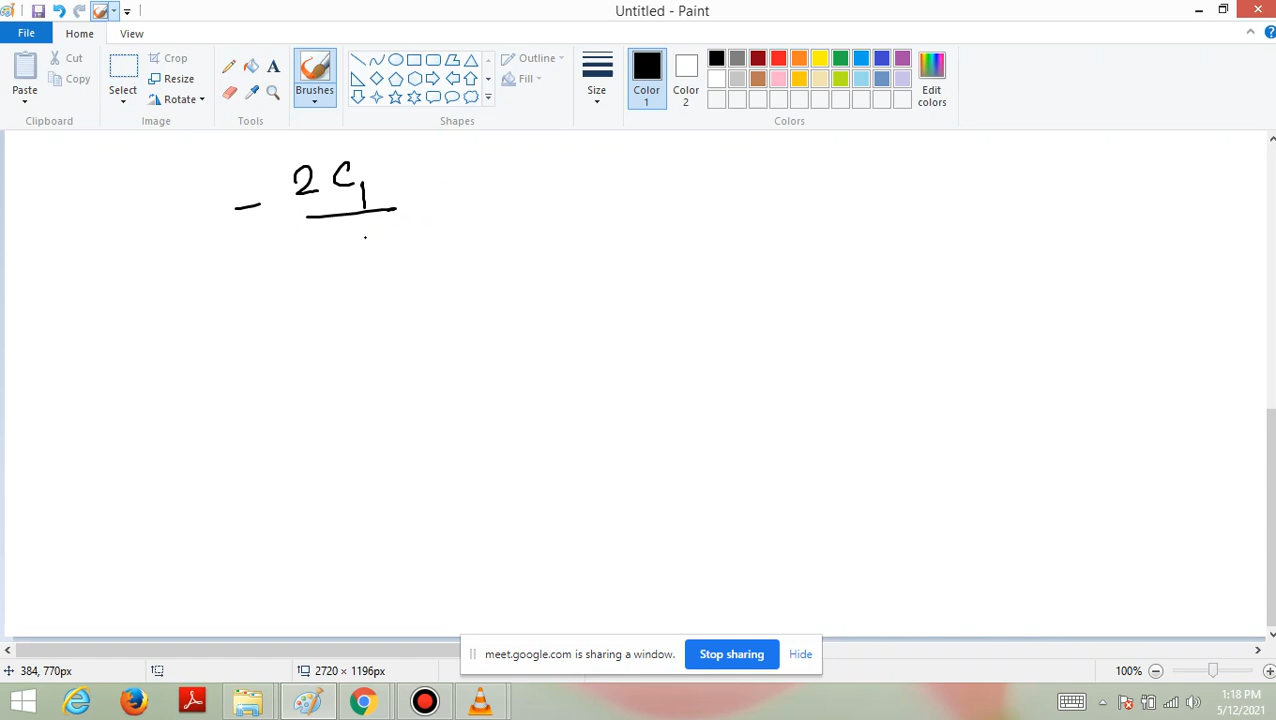 Untitled - Paint
File
Home
View
Paste
Cut
Copy
Clipboard
Select
Crop
Resize
Rotate
Image
A
Tools
Brushes
Outline
Fill
Shapes
Size
Color 1
Color 2
Edit colors
Colors
- 2 C1
meet.google.com is sharing a window.
Stop sharing
Hide
384, 770px
2720 × 1196px
100%
1:18 PM
5/12/2021